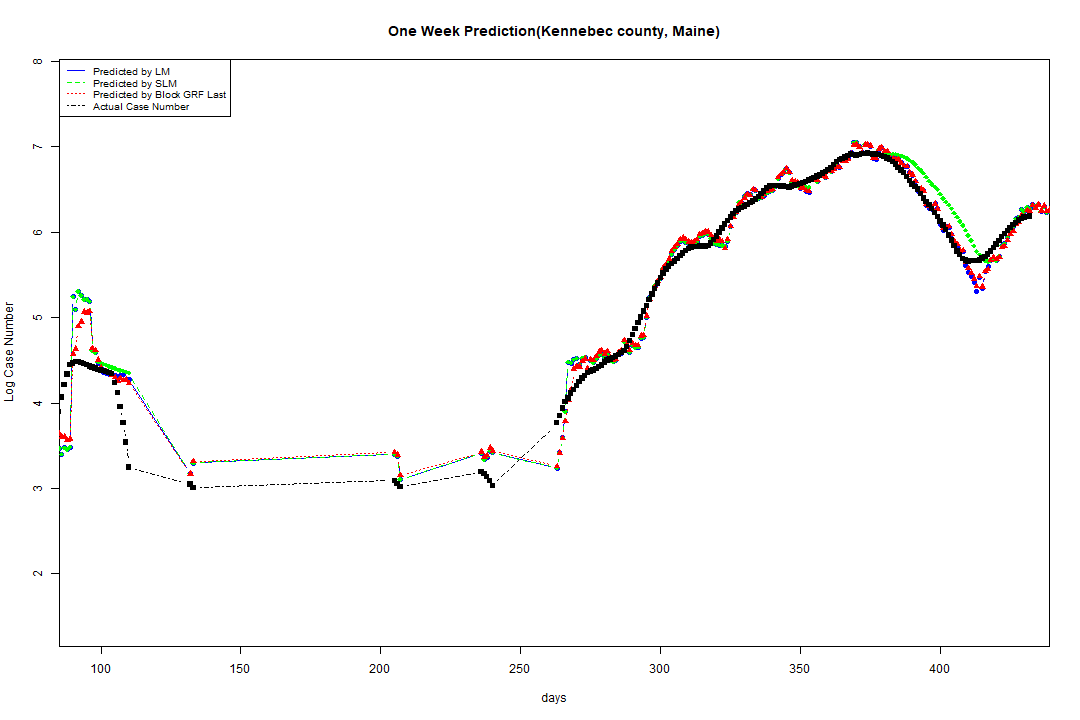 One Week Prediction(Kennebec county, Maine)
Predicted by LM
Predicted by SLM
Predicted by Block GRF Last
Actual Case Number
8
7
6
5
4
3
2
Log Case Number
100 150 200 250 300 350 400
days